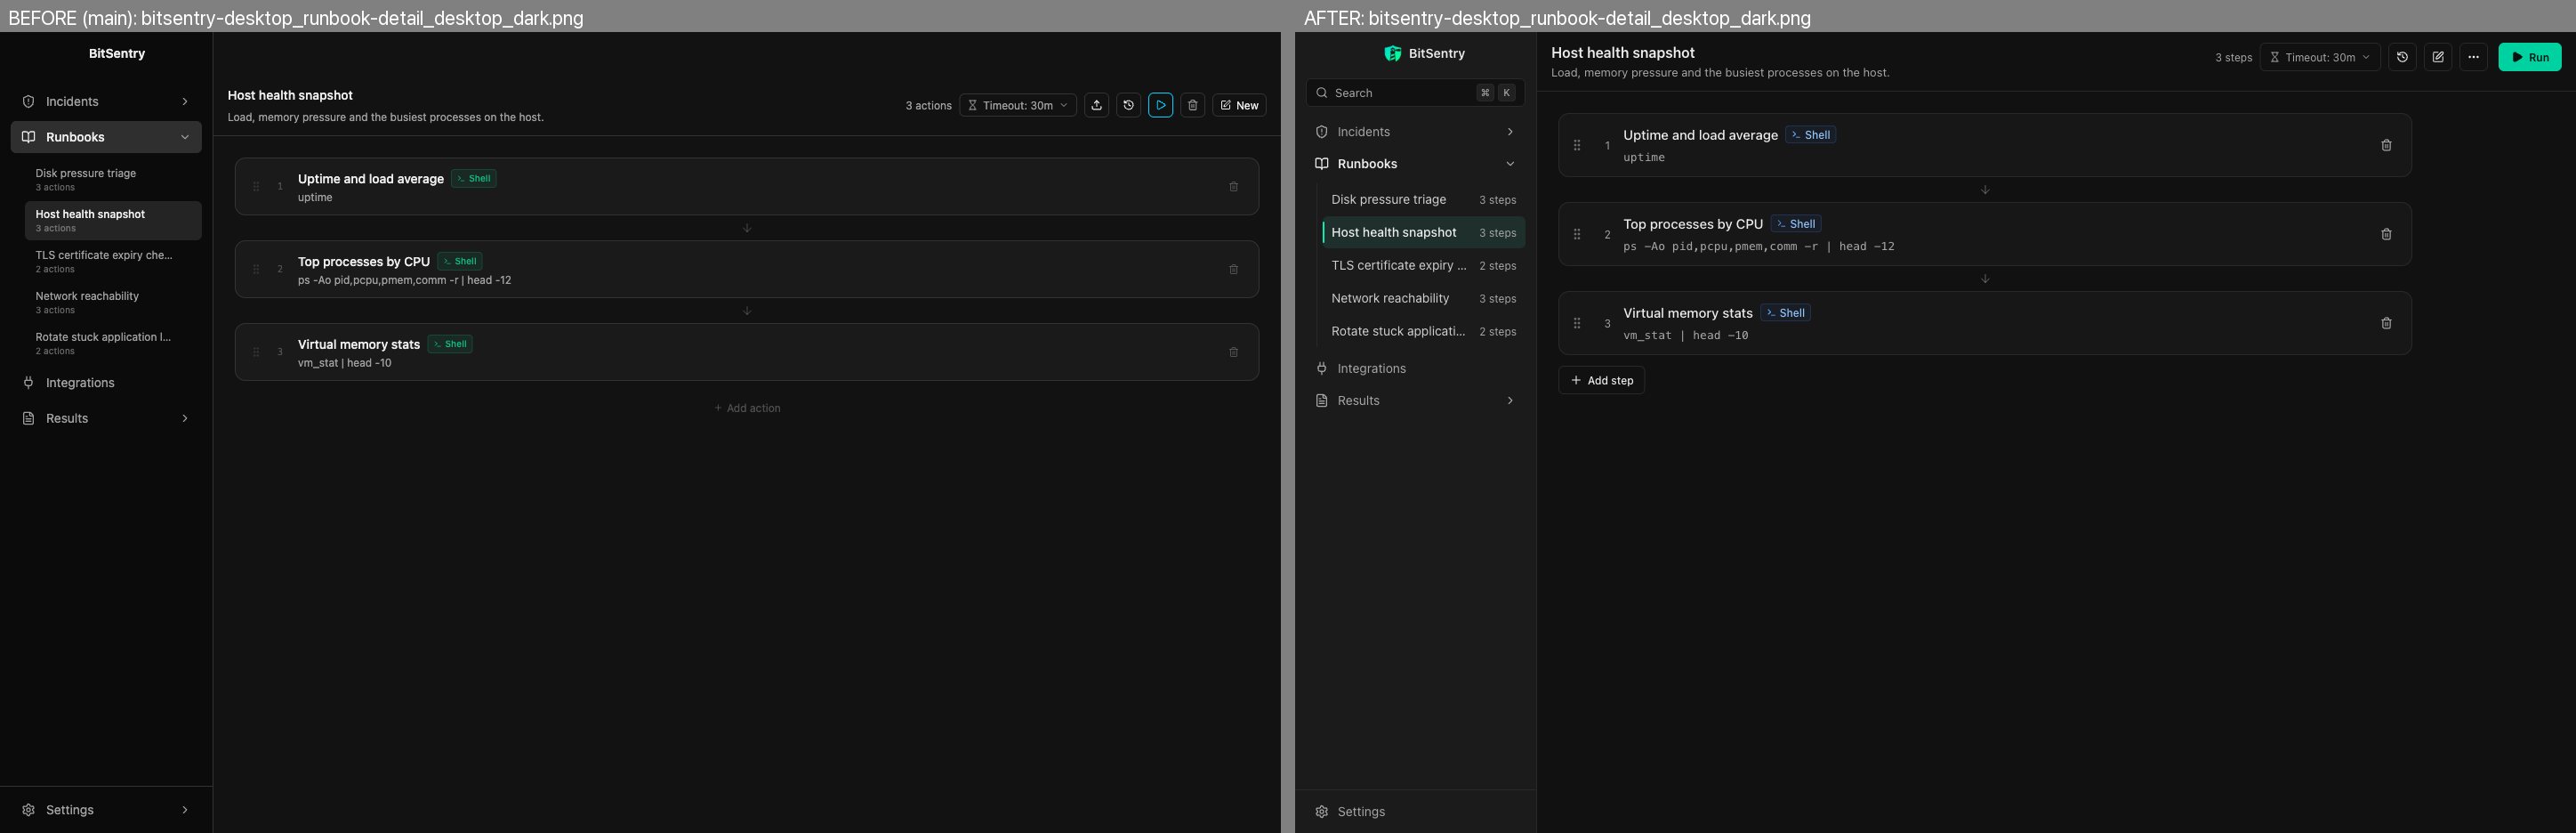 BEFORE (main): bitsentry-desktop_runbook-detail_desktop_dark.png
BitSentry
Incidents
Runbooks
Disk pressure triage
3 actions
Host health snapshot
3 actions
TLS certificate expiry che...
2 actions
Network reachability
3 actions
Rotate stuck application l...
2 actions
Integrations
Results
Settings
Host health snapshot
Load, memory pressure and the busiest processes on the host.
3 actions
Timeout: 30m
New
1 Uptime and load average Shell
uptime
2 Top processes by CPU Shell
ps -Ao pid,pcpu,pmem,comm -r | head -12
3 Virtual memory stats Shell
vm_stat | head -10
+ Add action
AFTER: bitsentry-desktop_runbook-detail_desktop_dark.png
BitSentry
Search ⌘ K
Incidents
Runbooks
Disk pressure triage 3 steps
Host health snapshot 3 steps
TLS certificate expiry ... 2 steps
Network reachability 3 steps
Rotate stuck applicati... 2 steps
Integrations
Results
Settings
Host health snapshot
Load, memory pressure and the busiest processes on the host.
3 steps
Timeout: 30m
Run
1 Uptime and load average Shell
uptime
2 Top processes by CPU Shell
ps -Ao pid,pcpu,pmem,comm -r | head -12
3 Virtual memory stats Shell
vm_stat | head -10
+ Add step